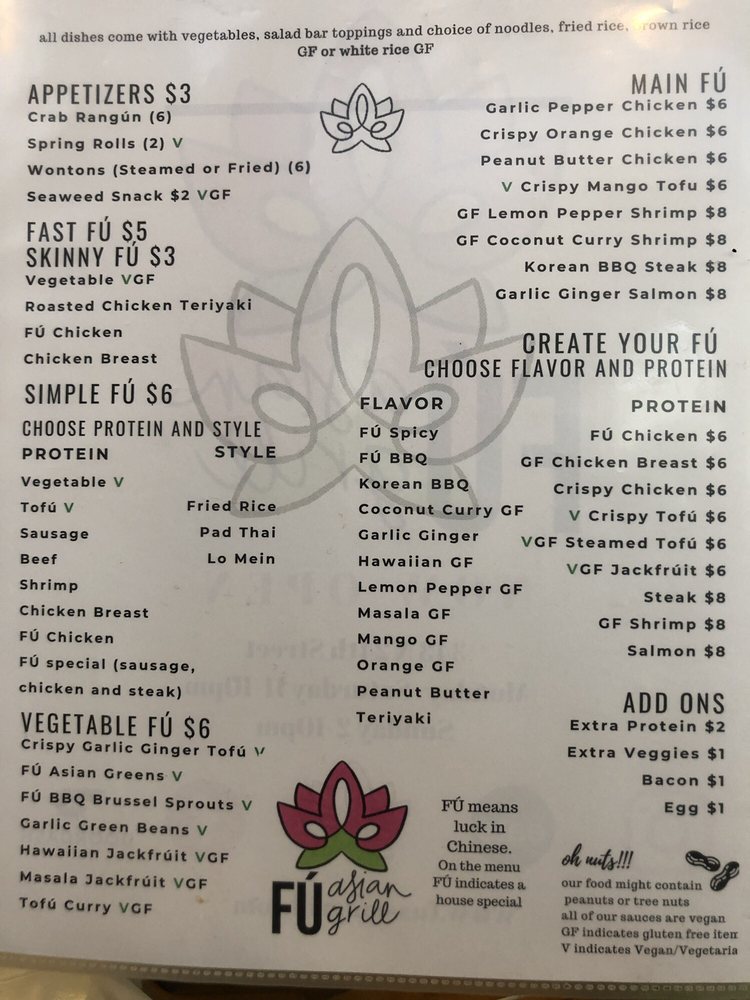 all dishes come with vegetables, salad bar toppings and choice of noodles, fried rice, brown rice
GF or white rice GF
APPETIZERS $3
Crab Rangún (6)
Spring Rolls (2) V
Wontons (Steamed or Fried) (6)
Seaweed Snack $2 VGF
FAST FÚ $5
SKINNY FÚ $3
Vegetable VGF
Roasted Chicken Teriyaki
FÚ Chicken
Chicken Breast
SIMPLE FÚ $6
CHOOSE PROTEIN AND STYLE
PROTEIN
Vegetable V
Tofú V
Sausage
Beef
Shrimp
Chicken Breast
FÚ Chicken
FÚ special (sausage,
chicken and steak)
STYLE
Fried Rice
Pad Thai
Lo Mein
VEGETABLE FÚ $6
Crispy Garlic Ginger Tofú V
FÚ Asian Greens V
FÚ BBQ Brussel Sprouts V
Garlic Green Beans V
Hawaiian Jackfrúit VGF
Masala Jackfrúit VGF
Tofú Curry VGF
MAIN FÚ
Garlic Pepper Chicken $6
Crispy Orange Chicken $6
Peanut Butter Chicken $6
V Crispy Mango Tofu $6
GF Lemon Pepper Shrimp $8
GF Coconut Curry Shrimp $8
Korean BBQ Steak $8
Garlic Ginger Salmon $8
CREATE YOUR FÚ
CHOOSE FLAVOR AND PROTEIN
FLAVOR
FÚ Spicy
FÚ BBQ
Korean BBQ
Coconut Curry GF
Garlic Ginger
Hawaiian GF
Lemon Pepper GF
Masala GF
Mango GF
Orange GF
Peanut Butter
Teriyaki
PROTEIN
FÚ Chicken $6
GF Chicken Breast $6
Crispy Chicken $6
V Crispy Tofú $6
VGF Steamed Tofú $6
VGF Jackfrúit $6
Steak $8
GF Shrimp $8
Salmon $8
ADD ONS
Extra Protein $2
Extra Veggies $1
Bacon $1
Egg $1
FÚ asian
grill
FÚ means
luck in
Chinese.
On the menu
FÚ indicates a
house special
oh nuts!!!
our food might contain
peanuts or tree nuts
all of our sauces are vegan
GF indicates gluten free item
V indicates Vegan/Vegetaria